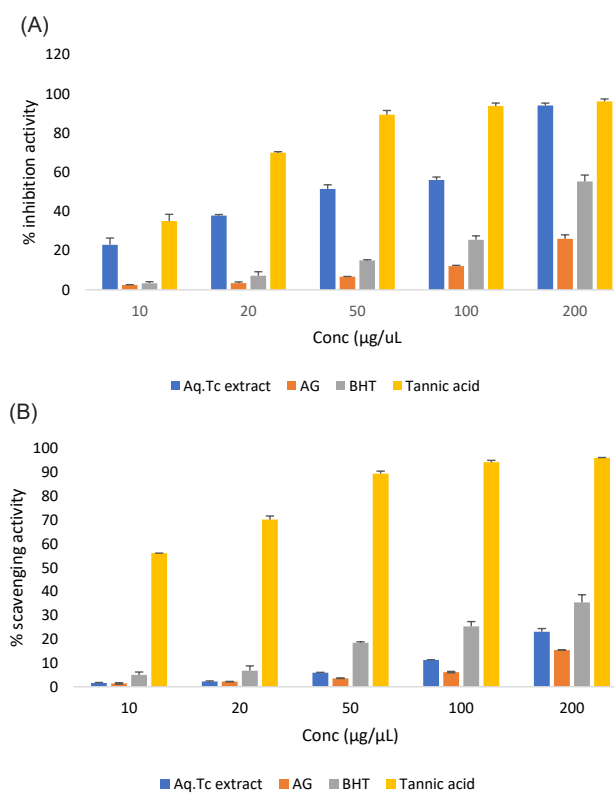 (A)
120
100
80
60
40
20
0
% inhibition activity
10 20 50 100 200
Conc (µg/uL
Aq.Tc extract AG BHT Tannic acid
(B)
100
90
80
70
60
50
40
30
20
10
0
% scavenging activity
10 20 50 100 200
Conc (µg/µL)
Aq.Tc extract AG BHT Tannic acid